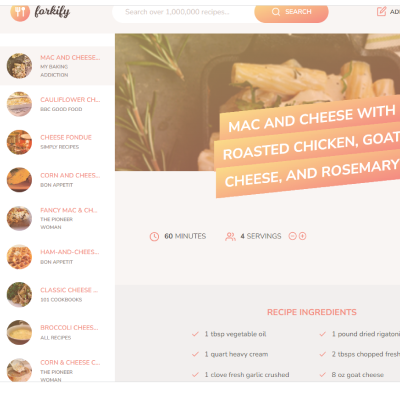 forkify
Search over 1,000,000 recipes...
SEARCH
MAC AND CHEESE...
MY BAKING
ADDICTION
CAULIFLOWER CH...
BBC GOOD FOOD
CHEESE FONDUE
SIMPLY RECIPES
CORN AND CHEES...
BON APPETIT
FANCY MAC & CH...
THE PIONEER
WOMAN
HAM-AND-CHEES...
BON APPETIT
CLASSIC CHEESE ...
101 COOKBOOKS
BROCCOLI CHEES...
ALL RECIPES
CORN & CHEESE C...
THE PIONEER
WOMAN
MAC AND CHEESE WITH
ROASTED CHICKEN, GOAT
CHEESE, AND ROSEMARY
60 MINUTES
4 SERVINGS
RECIPE INGREDIENTS
1 tbsp vegetable oil
1 pound dried rigatoni
1 quart heavy cream
2 tbsps chopped fresh
1 clove fresh garlic crushed
8 oz goat cheese